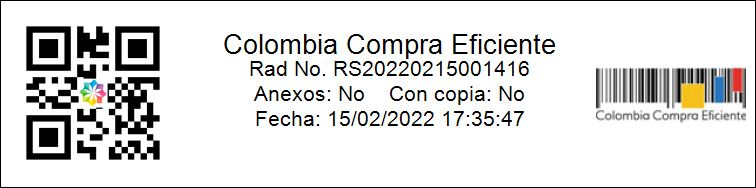 Colombia Compra Eficiente
Rad No. RS20220215001416
Anexos: No Con copia: No
Fecha: 15/02/2022 17:35:47
Colombia Compra Eficiente